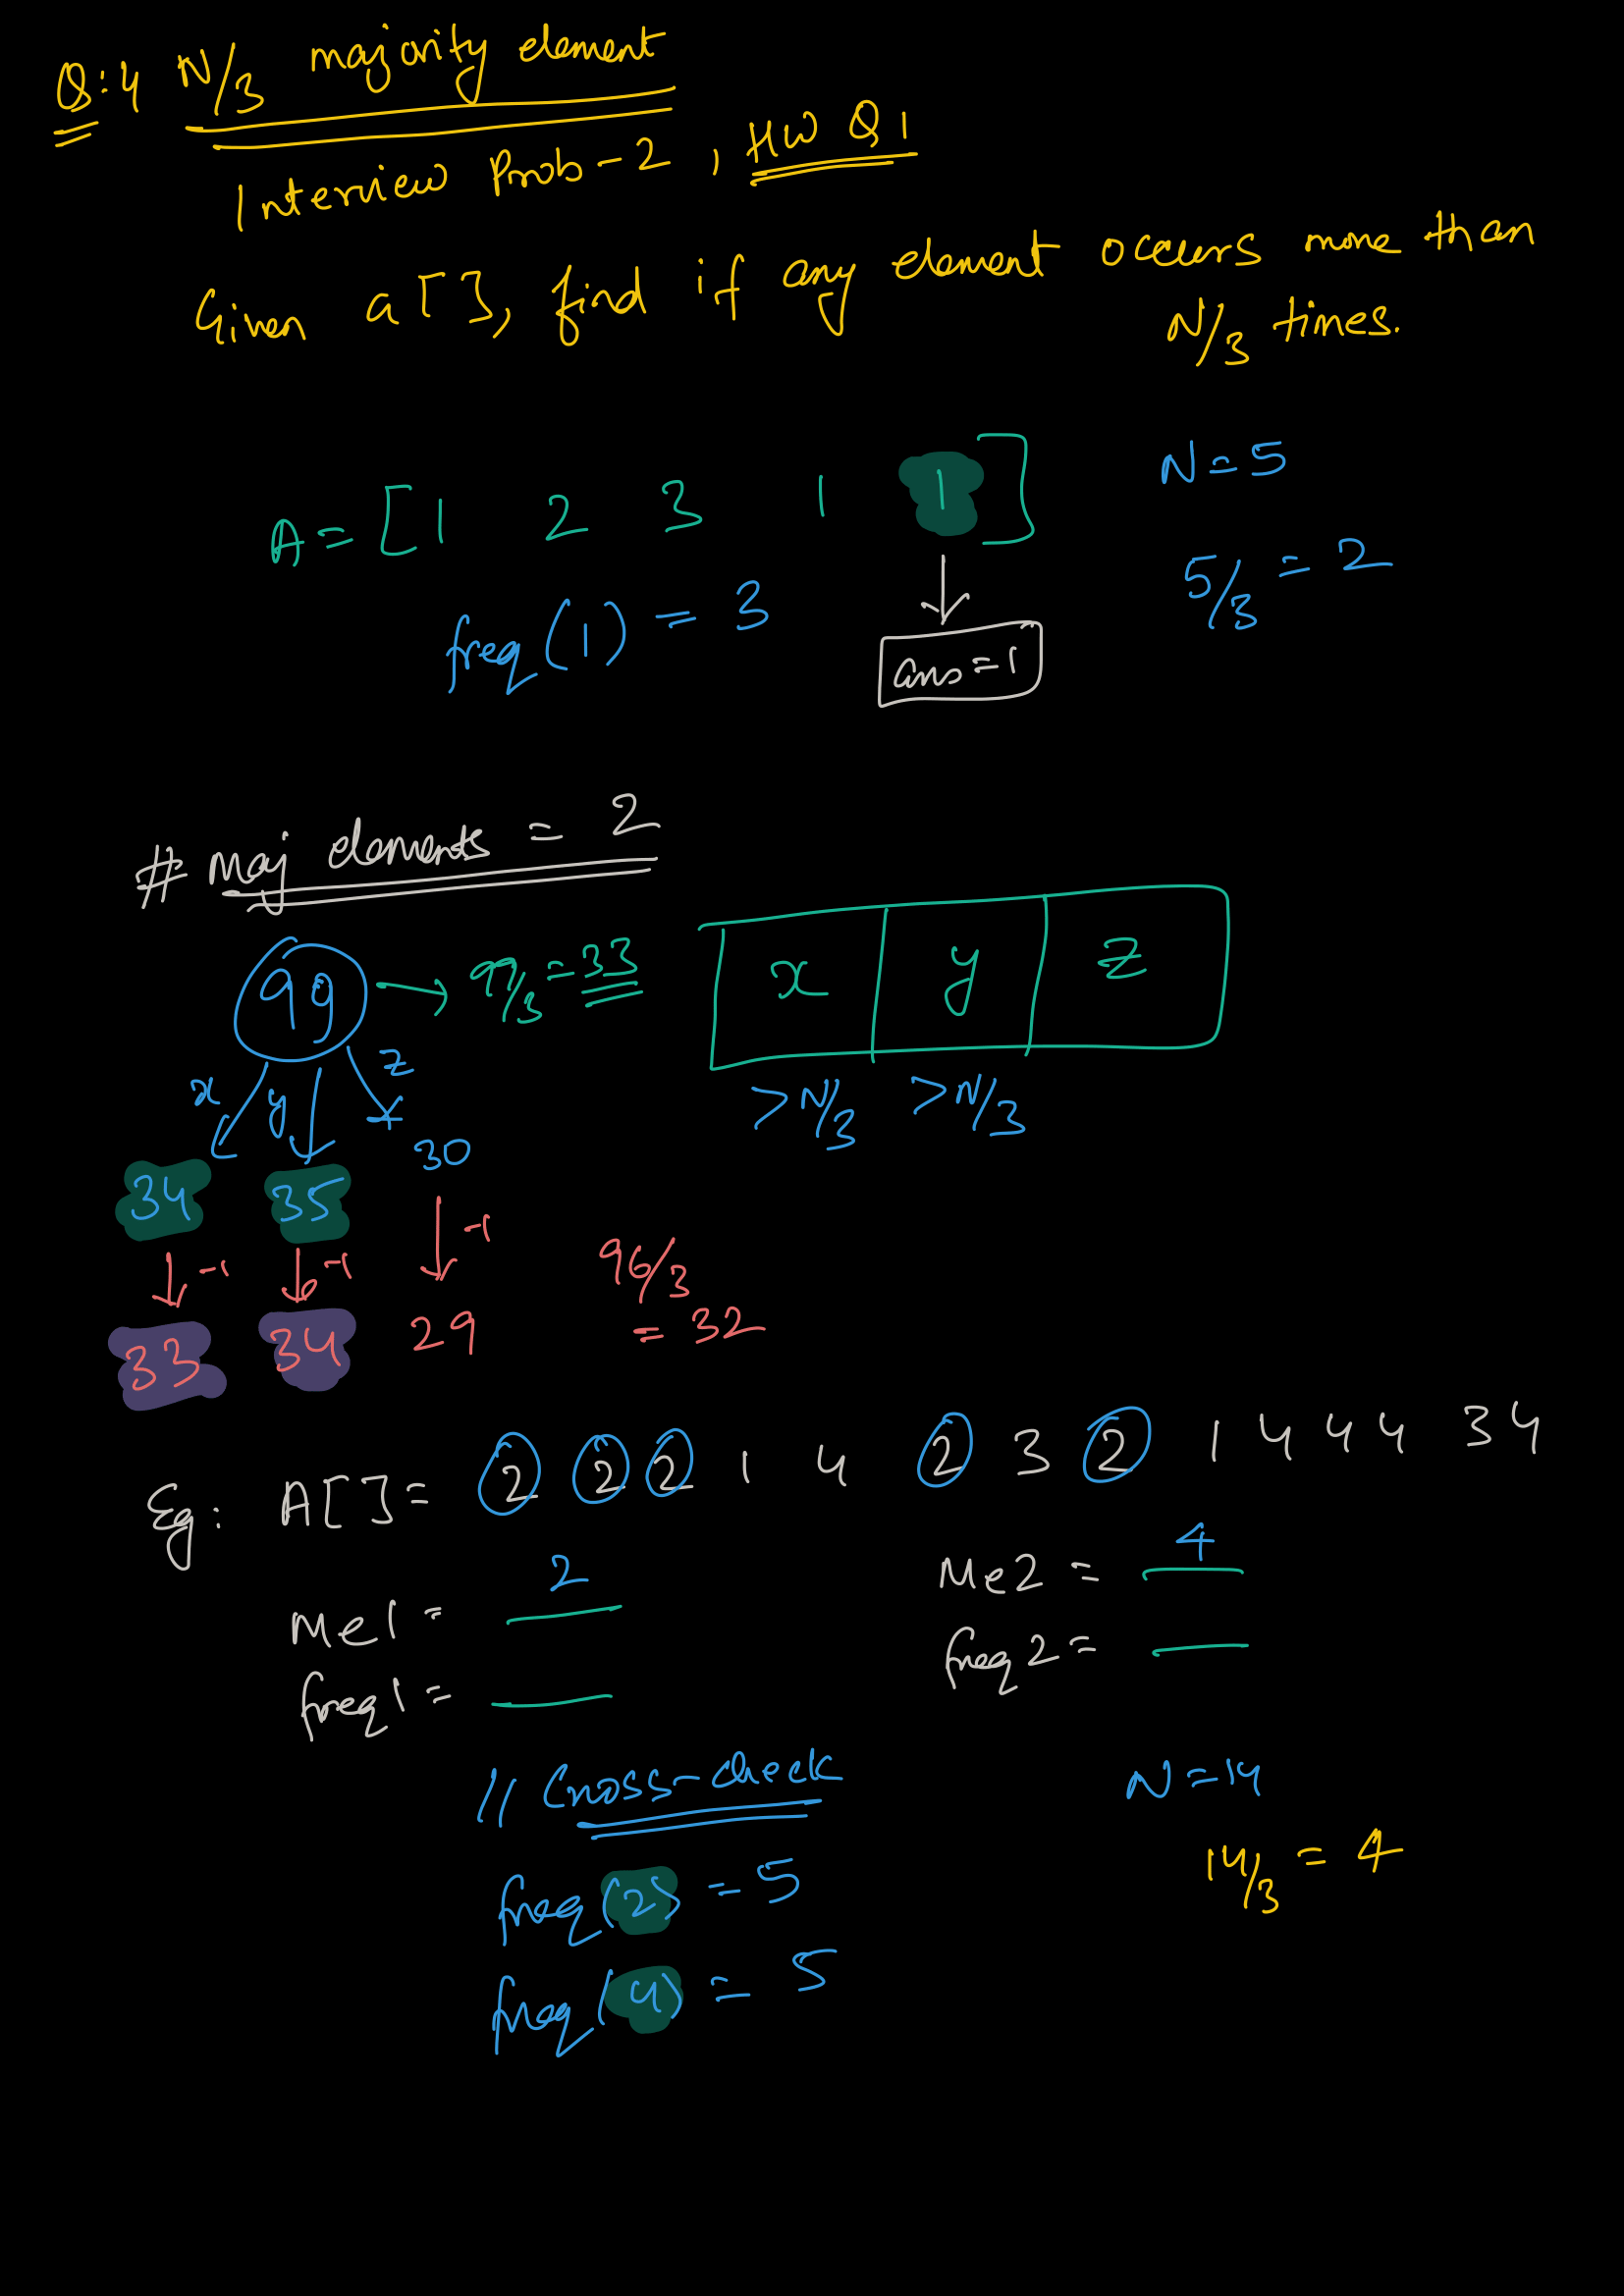 Q:4 N/3 majority element
Interview Prob-2, HW Q1
Given a[], find if any element occurs more than
N/3 times.
A = [1 2 3 1 1]
N=5
5/3 = 2
freq(1) = 3
ans=1
# Maj elements = 2
99 → 99/3 = 33
x y z
x y z
>N/3 >N/3
34 35 30
-1 -1 -1
33 34 29
96/3
= 32
Eg: A[]= 2 2 2 1 4 2 3 2 1 4 4 4 3 4
Me1 = 2
Me2 = 4
freq1 =
freq2 =
// Cross-check
N=14
14/3 = 4
freq(2) = 5
freq(4) = 5